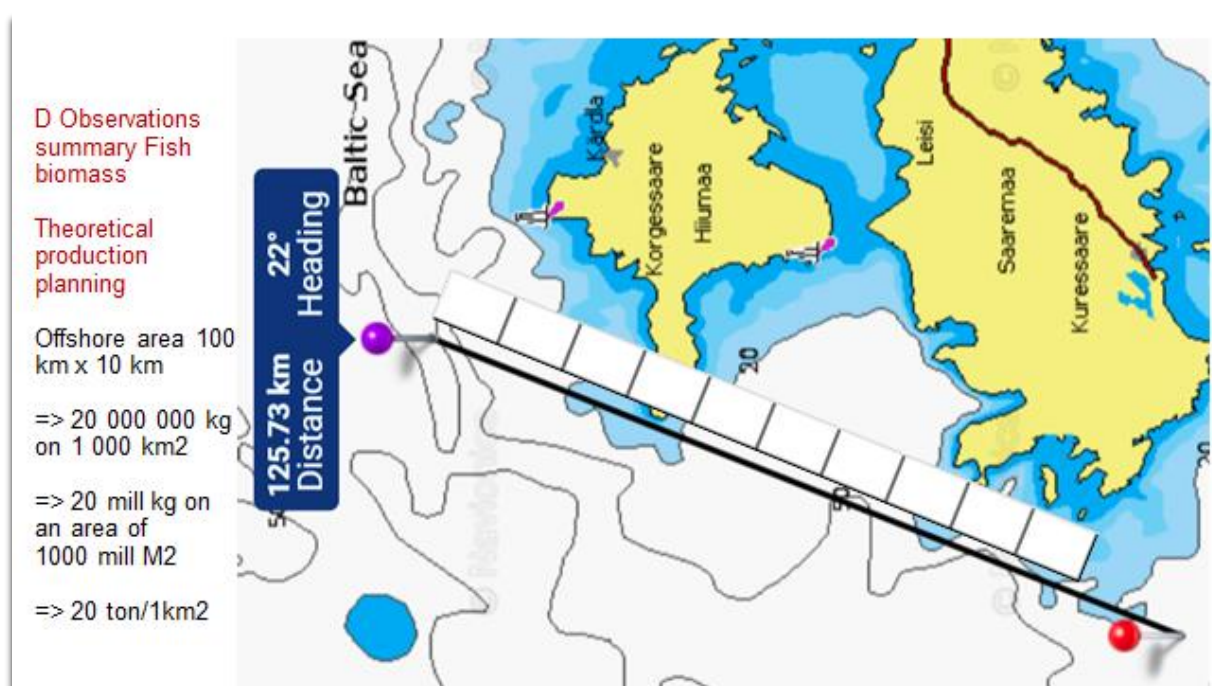 D Observations
summary Fish
biomass
Theoretical
production
planning
Offshore area 100
km x 10 km
=> 20 000 000 kg
on 1 000 km2
=> 20 mill kg on
an area of
1000 mill M2
=> 20 ton/1km2
Baltic Sea
125.73 km 22°
Distance Heading
Kardla
Korgessaare
Hiiumaa
Leisi
Saaremaa
Kuressaare
20
50
20